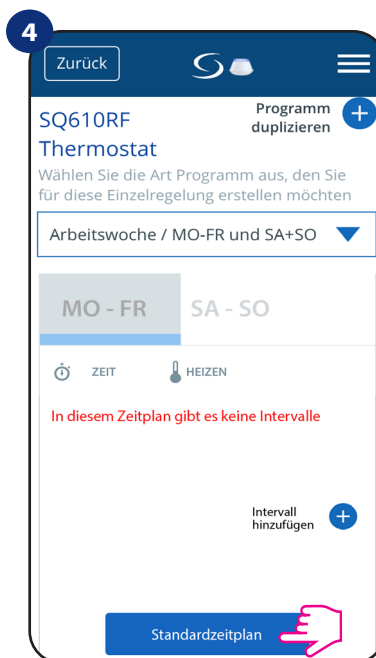 4
Zurück
Programm
duplizieren
SQ610RF
Thermostat
Wählen Sie die Art Programm aus, den Sie
für diese Einzelregelung erstellen möchten
Arbeitswoche / MO-FR und SA+SO
MO - FR SA - SO
ZEIT HEIZEN
In diesem Zeitplan gibt es keine Intervalle
Intervall
hinzufügen
Standardzeitplan